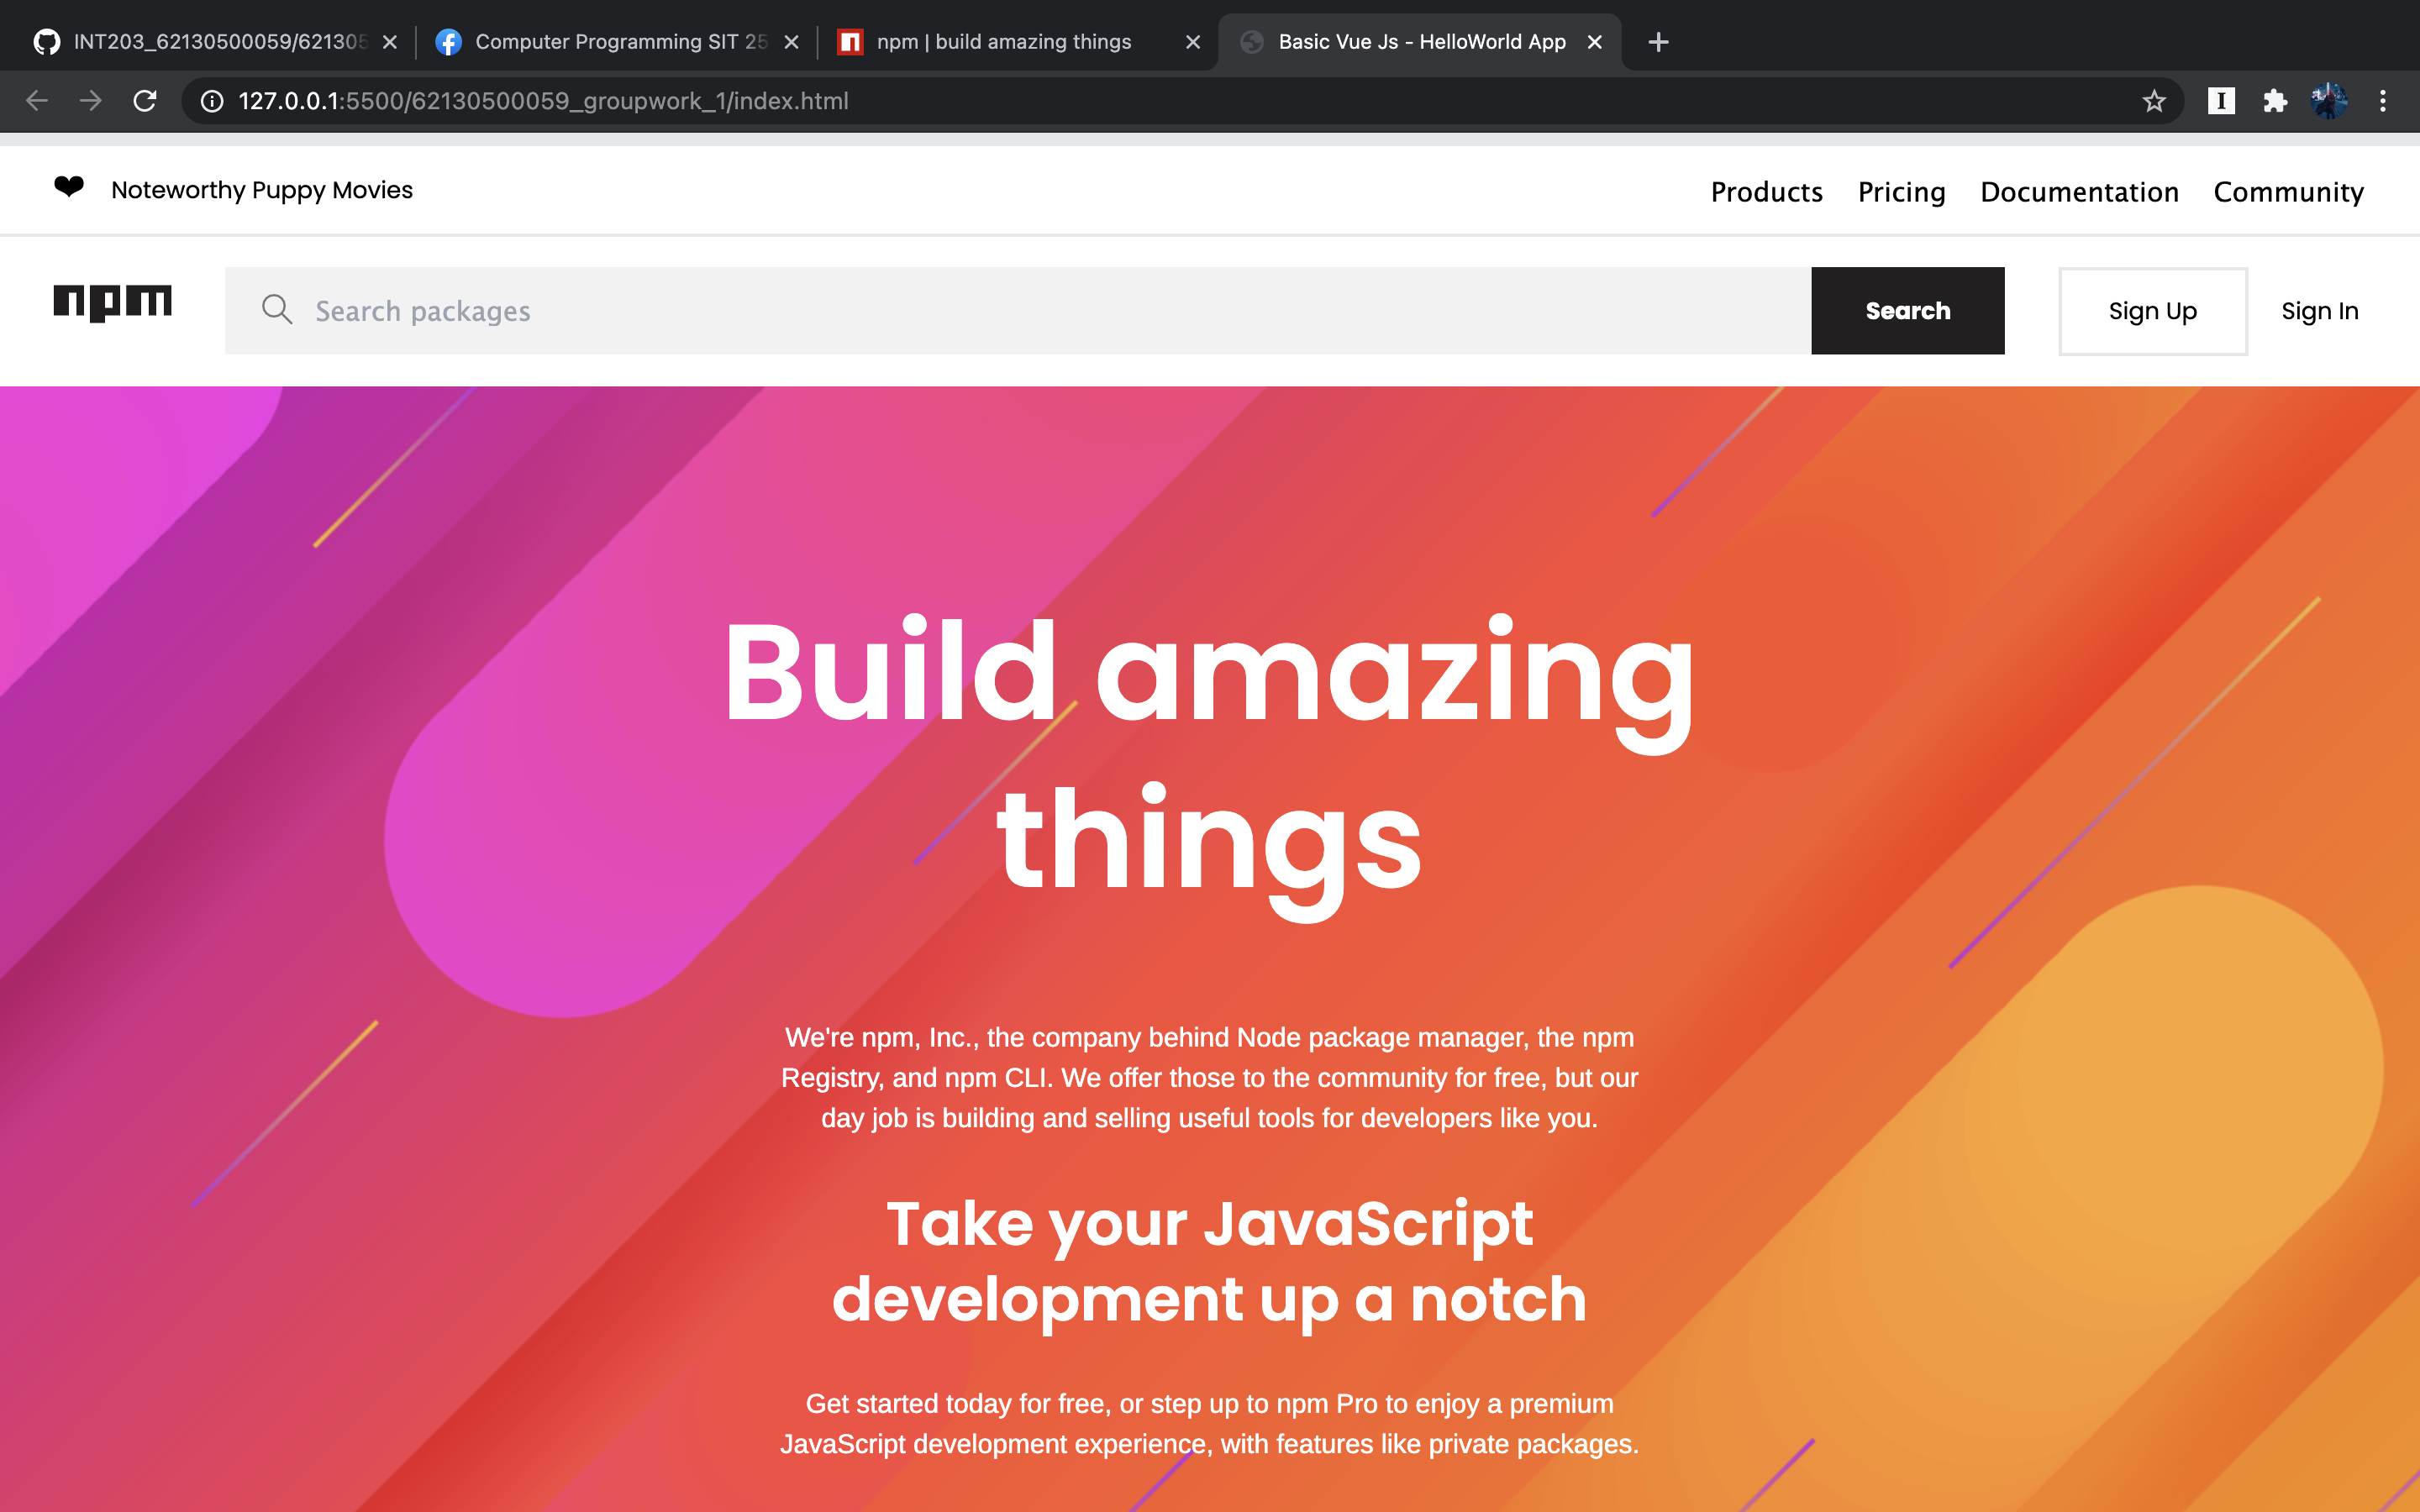 INT203_62130500059/62130
Computer Programming SIT 25
npm | build amazing things
Basic Vue Js - HelloWorld App
127.0.0.1:5500/62130500059_groupwork_1/index.html
I
❤ Noteworthy Puppy Movies
Products Pricing Documentation Community
npm
Search packages
Search
Sign Up
Sign In
Build amazing
things
We're npm, Inc., the company behind Node package manager, the npm
Registry, and npm CLI. We offer those to the community for free, but our
day job is building and selling useful tools for developers like you.
Take your JavaScript
development up a notch
Get started today for free, or step up to npm Pro to enjoy a premium
JavaScript development experience, with features like private packages.